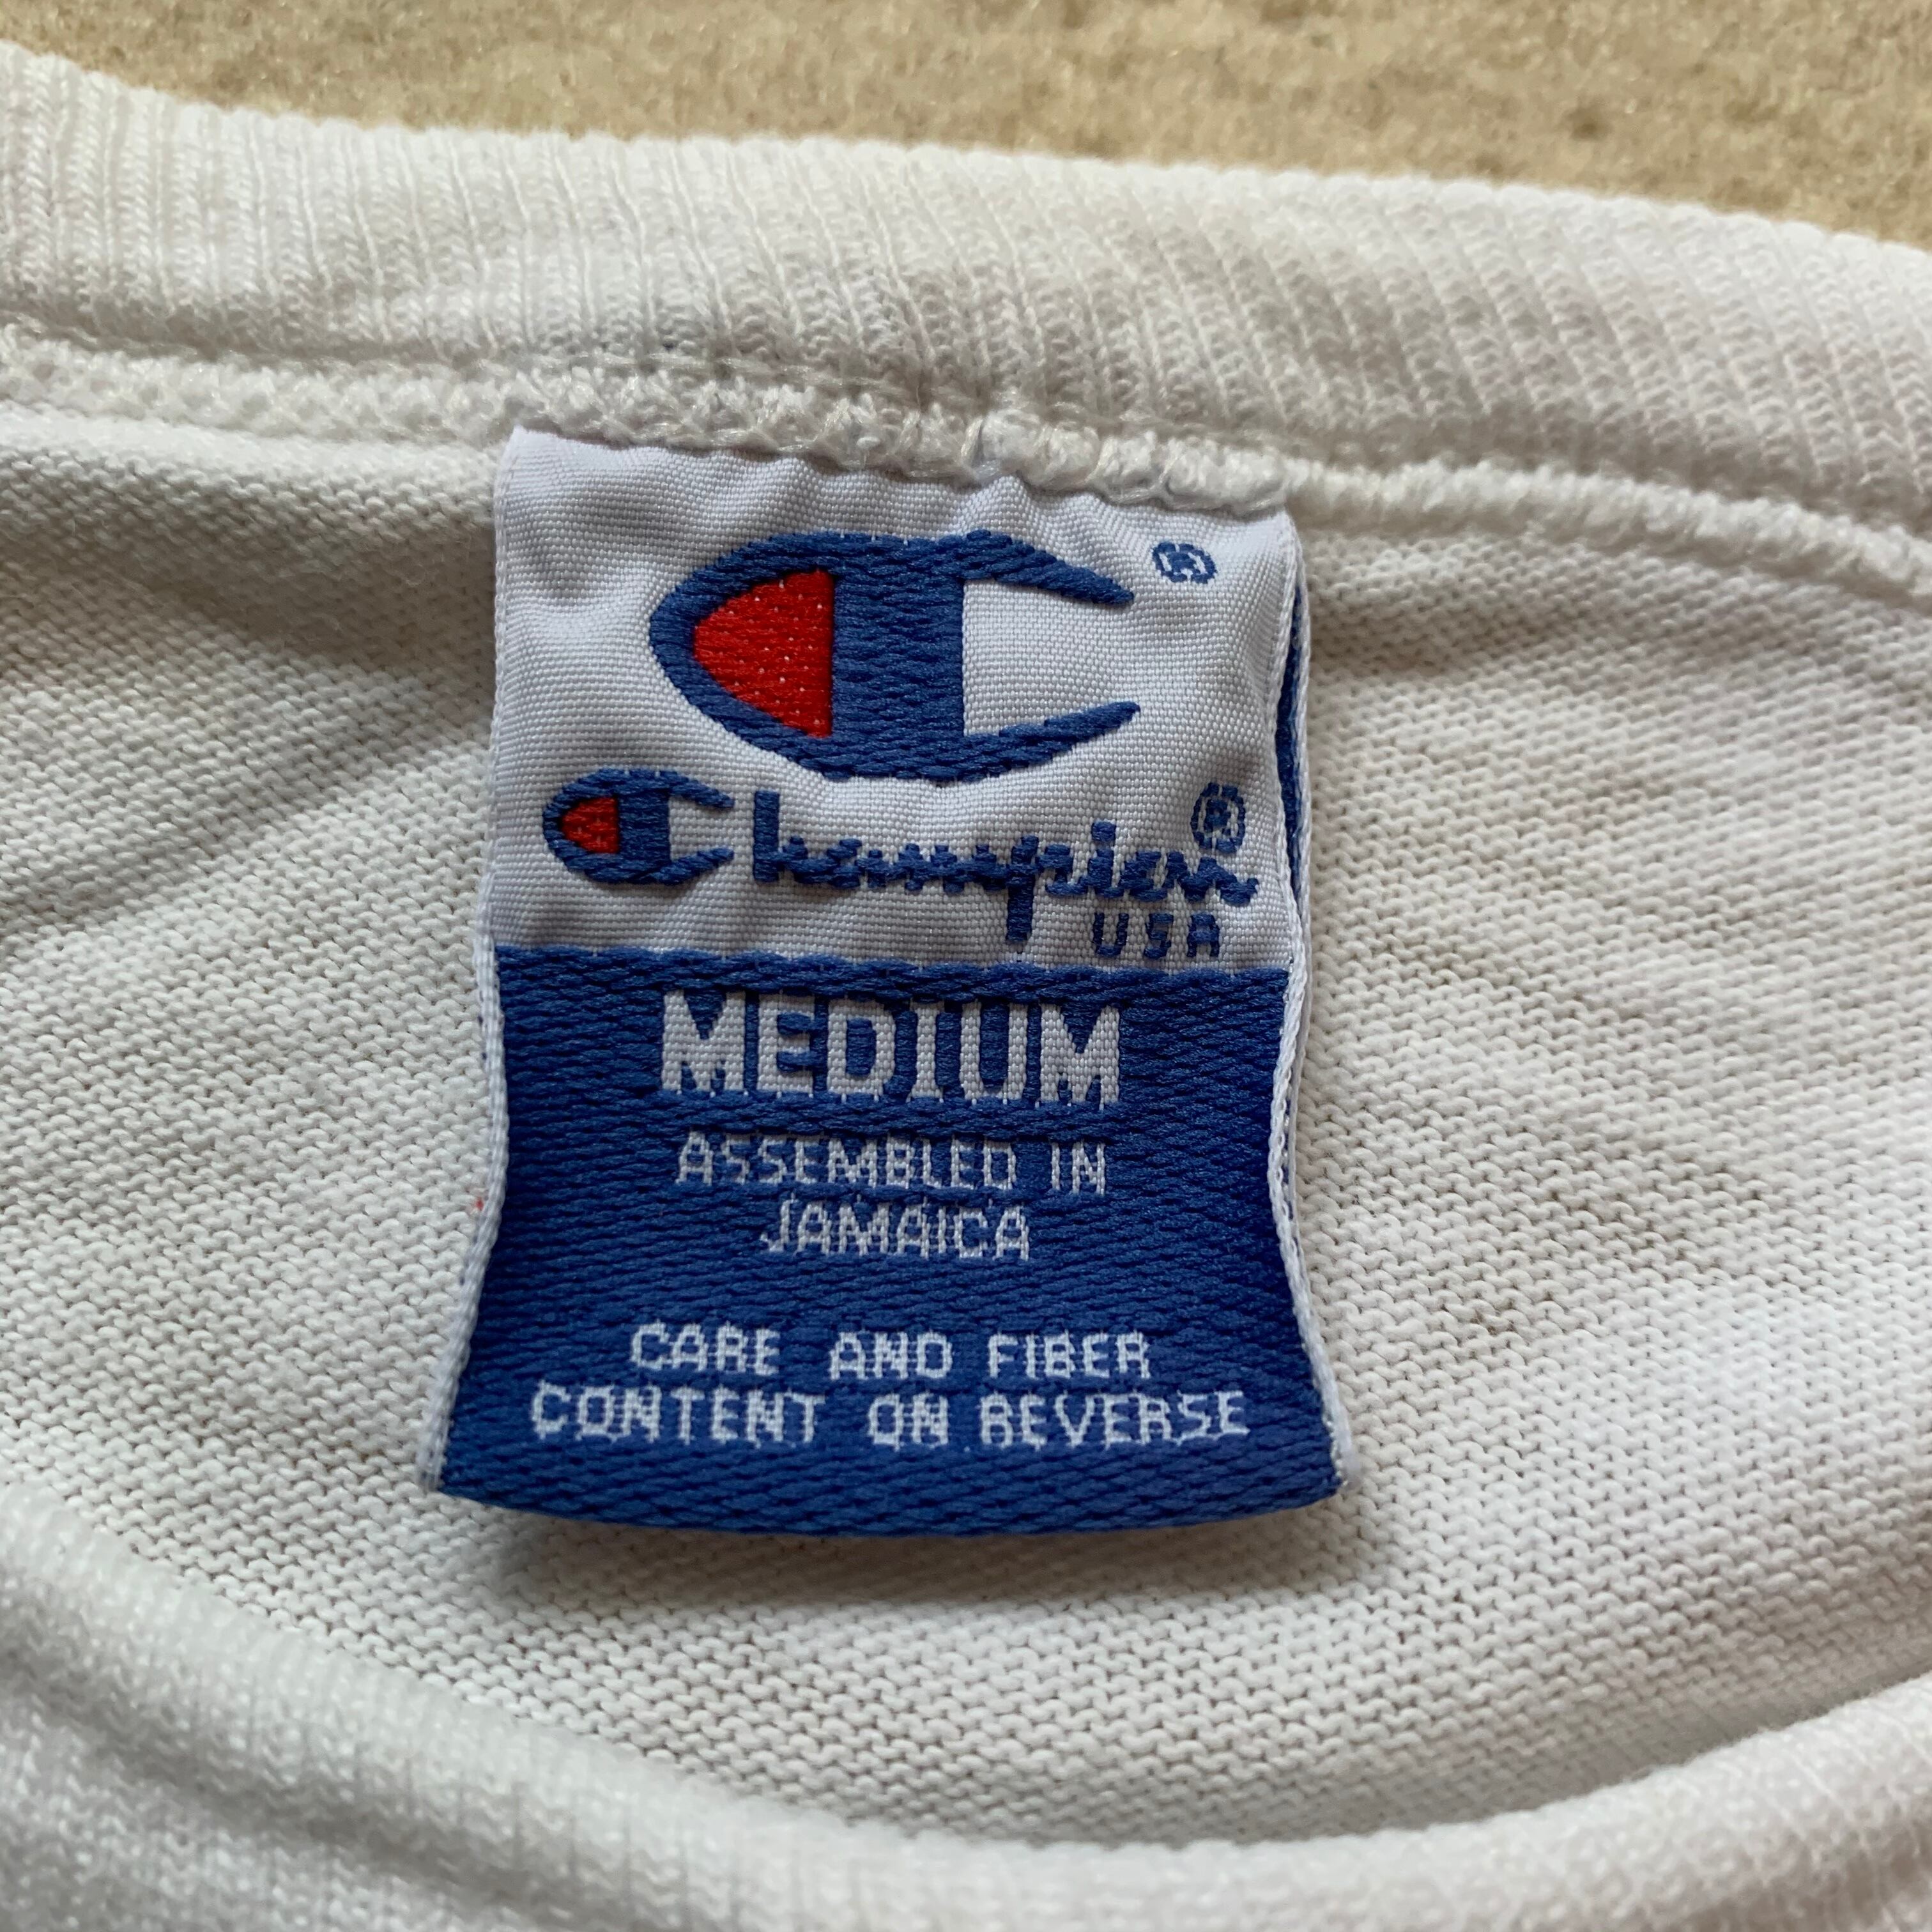 ®
Champion®
USA
MEDIUM
ASSEMBLED IN
JAMAICA
CARE AND FIBER
CONTENT ON REVERSE